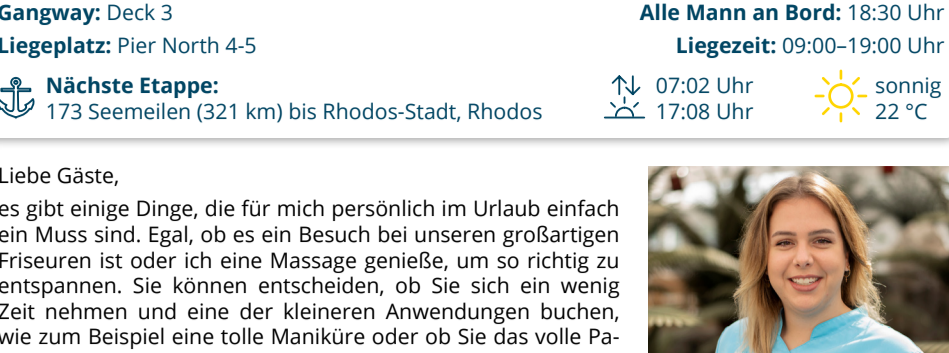 Gangway: Deck 3
Alle Mann an Bord: 18:30 Uhr
Liegeplatz: Pier North 4-5
Liegezeit: 09:00–19:00 Uhr
Nächste Etappe:
173 Seemeilen (321 km) bis Rhodos-Stadt, Rhodos
07:02 Uhr
17:08 Uhr
sonnig
22 °C
Liebe Gäste,
es gibt einige Dinge, die für mich persönlich im Urlaub einfach
ein Muss sind. Egal, ob es ein Besuch bei unseren großartigen
Friseuren ist oder ich eine Massage genieße, um so richtig zu
entspannen. Sie können entscheiden, ob Sie sich ein wenig
Zeit nehmen und eine der kleineren Anwendungen buchen,
wie zum Beispiel eine tolle Maniküre oder ob Sie das volle Pa-